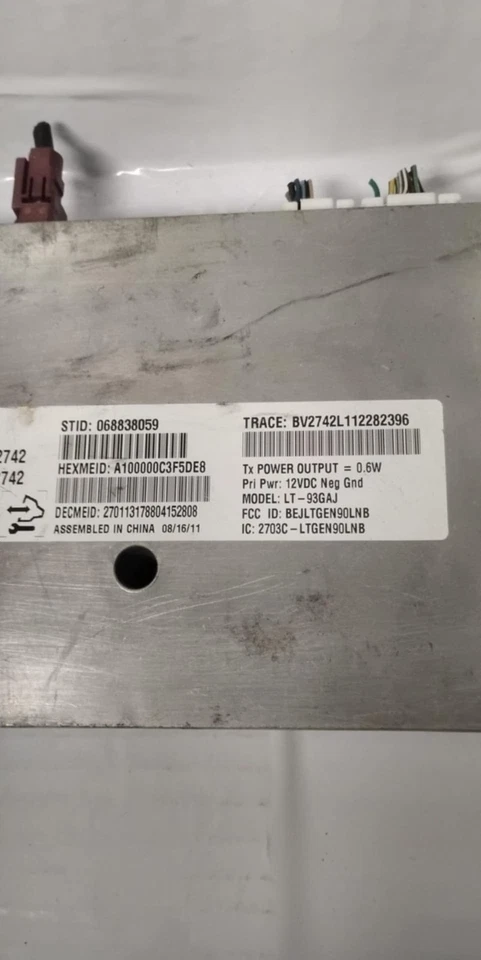 2742
742
STID: 068838059
HEXMEID: A100000C3F5DE8
DECMEID: 270113178804152808
ASSEMBLED IN CHINA 08/16/11
TRACE: BV2742L112282396
Tx POWER OUTPUT = 0.6W
Pri Pwr: 12VDC Neg Gnd
MODEL: LT-93GAJ
FCC ID: BEJLTGEN90LNB
IC: 2703C-LTGEN90LNB